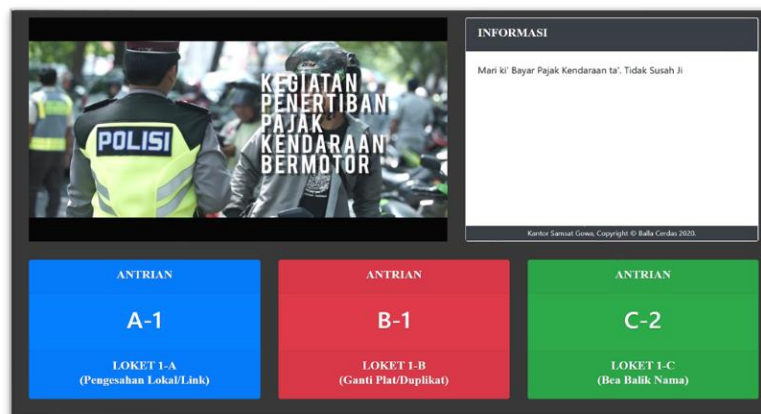 POLISI
KEGIATAN
PENERTIBAN
PAJAK
KENDARAAN
BERMOTOR
INFORMASI
Mari ki' Bayar Pajak Kendaraan ta'. Tidak Susah Ji
Kantor Samsat Gowa, Copyright © Balla Cerdas 2020.
ANTRIAN
A-1
LOKET 1-A
(Pengesahan Lokal/Link)
ANTRIAN
B-1
LOKET 1-B
(Ganti Plat/Duplikat)
ANTRIAN
C-2
LOKET 1-C
(Bea Balik Nama)